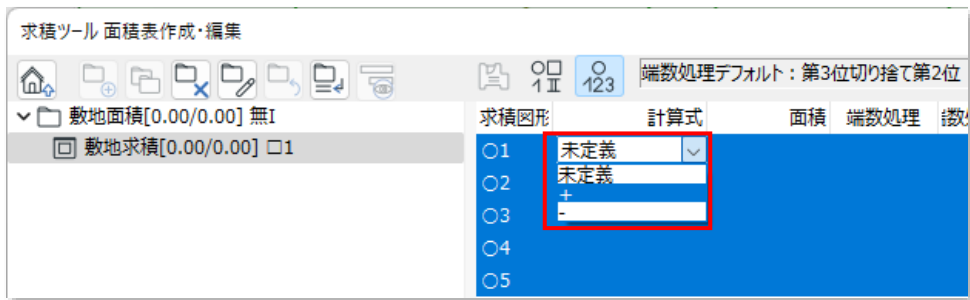 求積ツール 面積表作成・編集
○□
1 II
○
123
端数処理デフォルト：第3位切り捨て第2位
敷地面積[0.00/0.00] 無I
敷地求積[0.00/0.00] □1
求積図形 計算式 面積 端数処理
○1 未定義
未定義
○2
+
-
○3
○4
○5